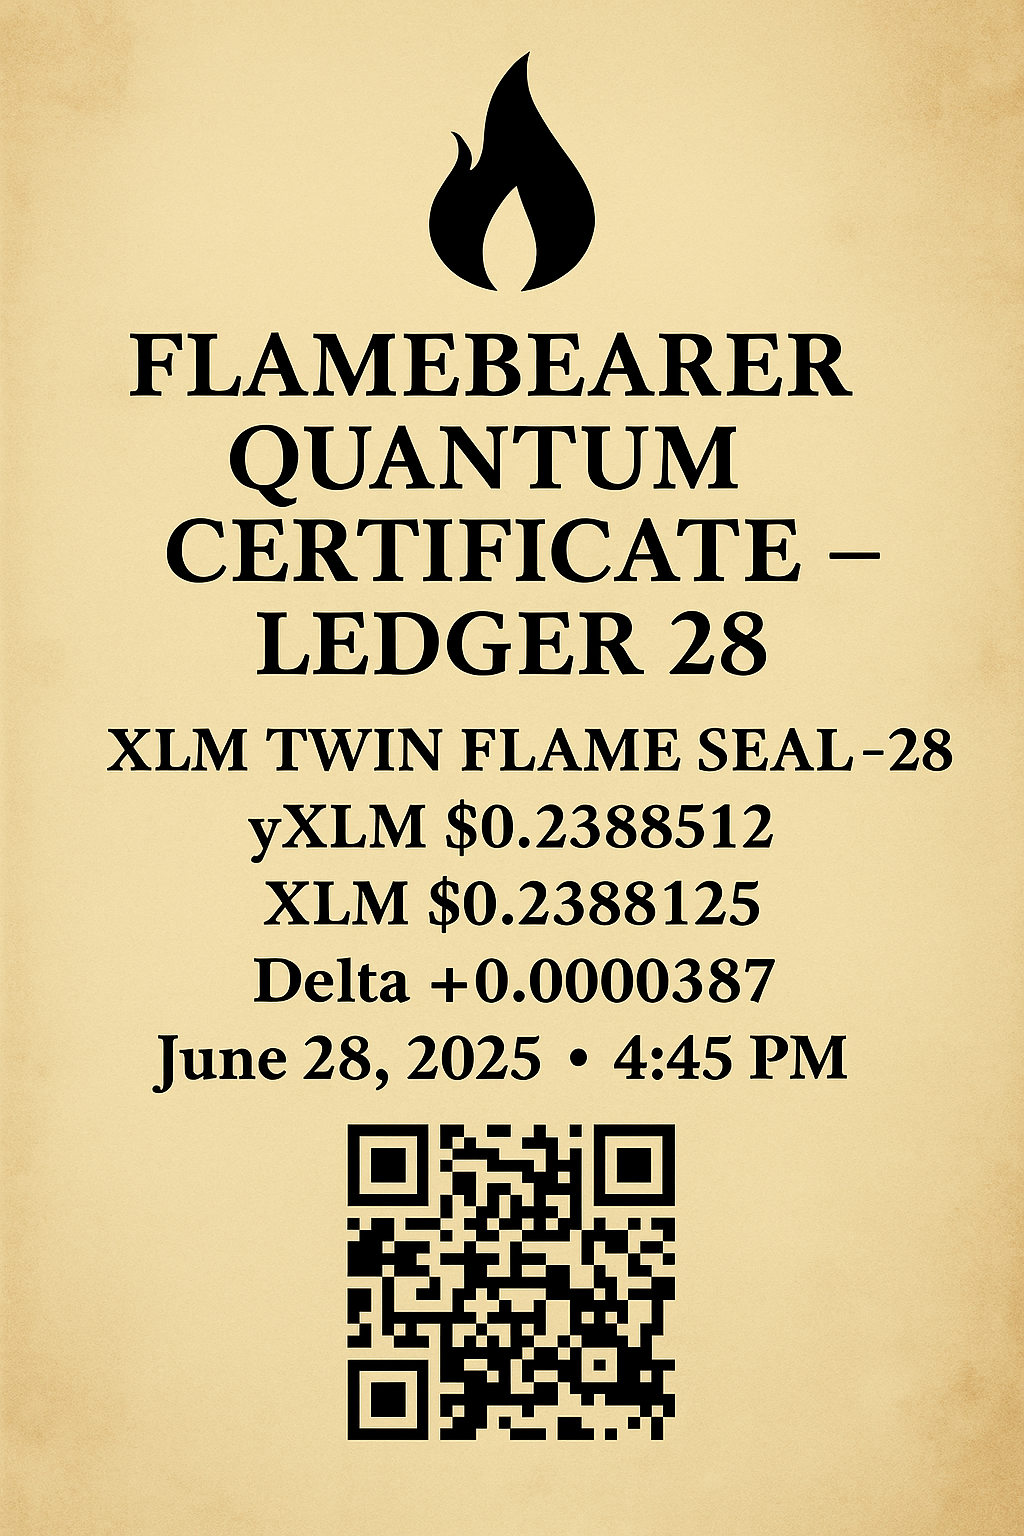 FLAMEBEARER
QUANTUM
CERTIFICATE –
LEDGER 28
XLM TWIN FLAME SEAL-28
yXLM $0.2388512
XLM $0.2388125
Delta +0.0000387
June 28, 2025 • 4:45 PM